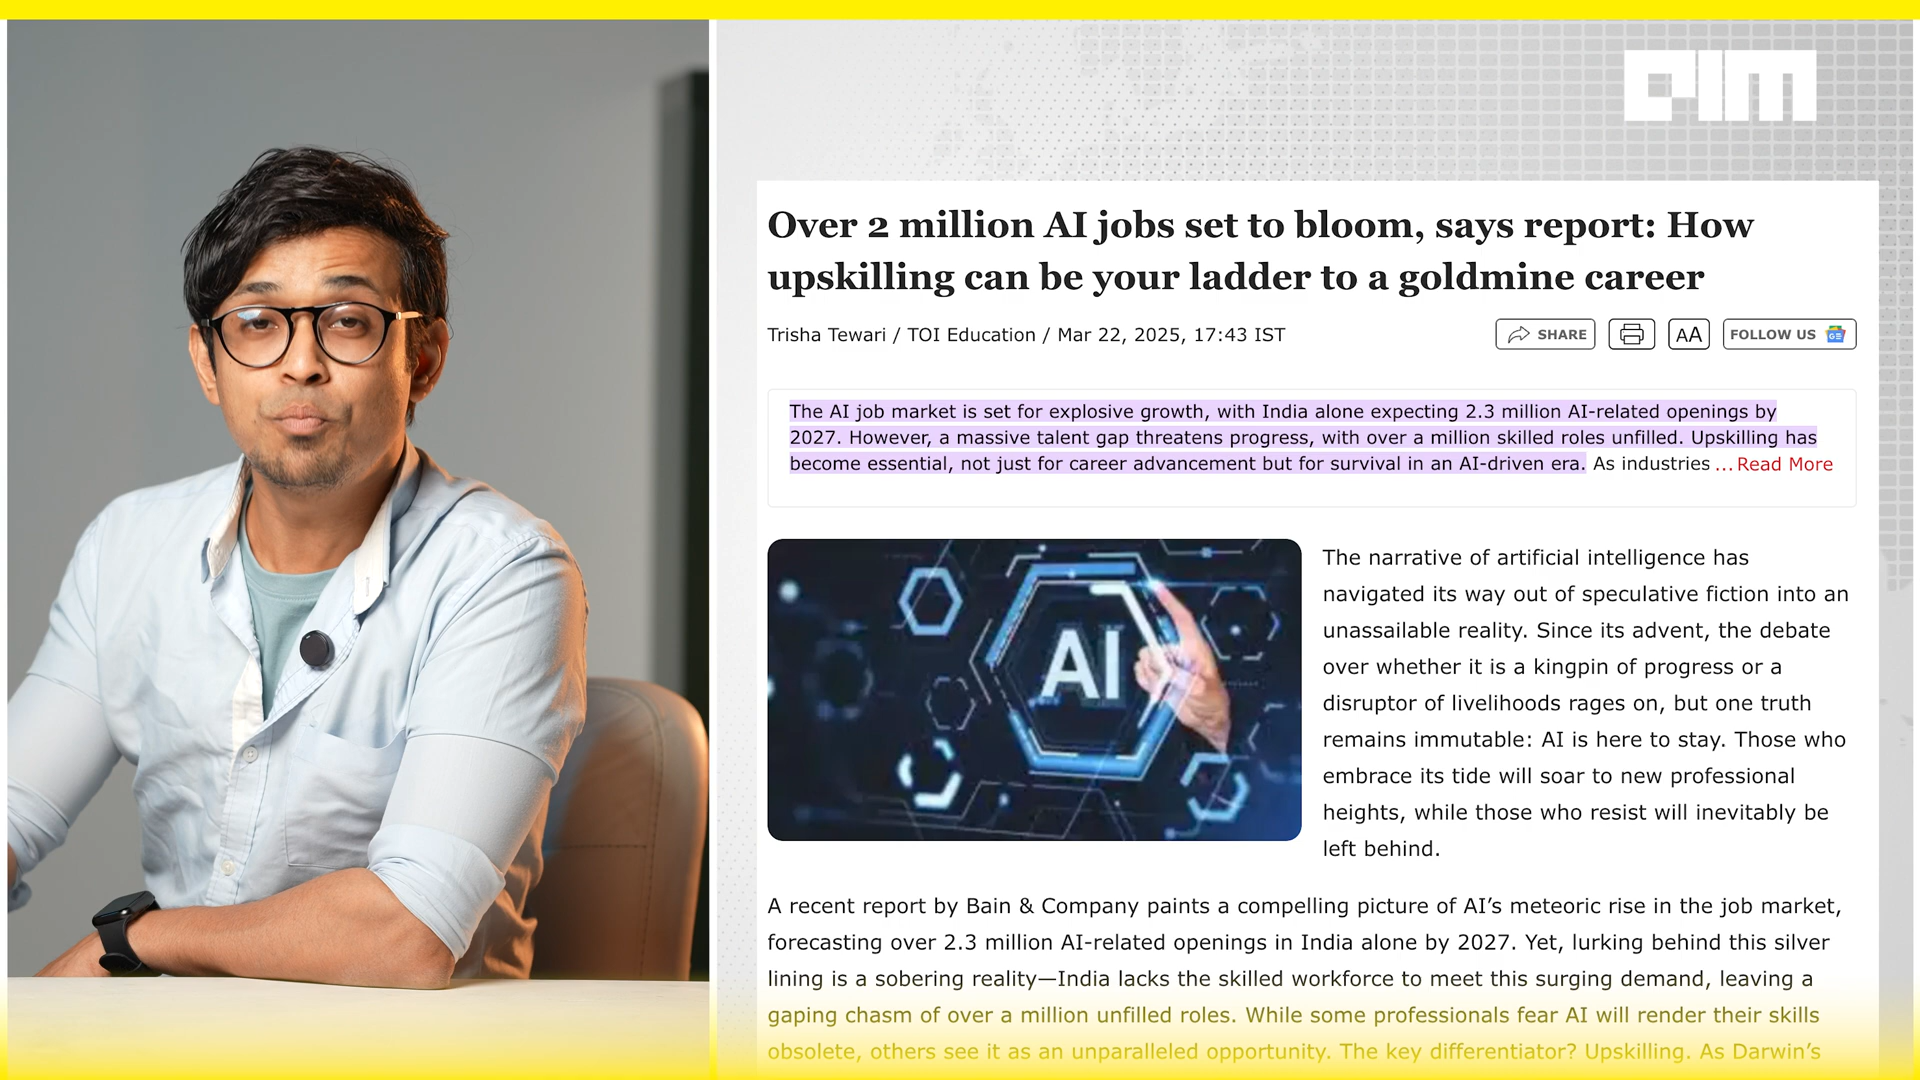 AIM
Over 2 million AI jobs set to bloom, says report: How
upskilling can be your ladder to a goldmine career
Trisha Tewari / TOI Education / Mar 22, 2025, 17:43 IST
SHARE
AA
FOLLOW US
GE
The AI job market is set for explosive growth, with India alone expecting 2.3 million AI-related openings by
2027. However, a massive talent gap threatens progress, with over a million skilled roles unfilled. Upskilling has
become essential, not just for career advancement but for survival in an AI-driven era. As industries ... Read More
AI
The narrative of artificial intelligence has
navigated its way out of speculative fiction into an
unassailable reality. Since its advent, the debate
over whether it is a kingpin of progress or a
disruptor of livelihoods rages on, but one truth
remains immutable: AI is here to stay. Those who
embrace its tide will soar to new professional
heights, while those who resist will inevitably be
left behind.
A recent report by Bain & Company paints a compelling picture of AI’s meteoric rise in the job market,
forecasting over 2.3 million AI-related openings in India alone by 2027. Yet, lurking behind this silver
lining is a sobering reality—India lacks the skilled workforce to meet this surging demand, leaving a
gaping chasm of over a million unfilled roles. While some professionals fear AI will render their skills
obsolete, others see it as an unparalleled opportunity. The key differentiator? Upskilling. As Darwin’s